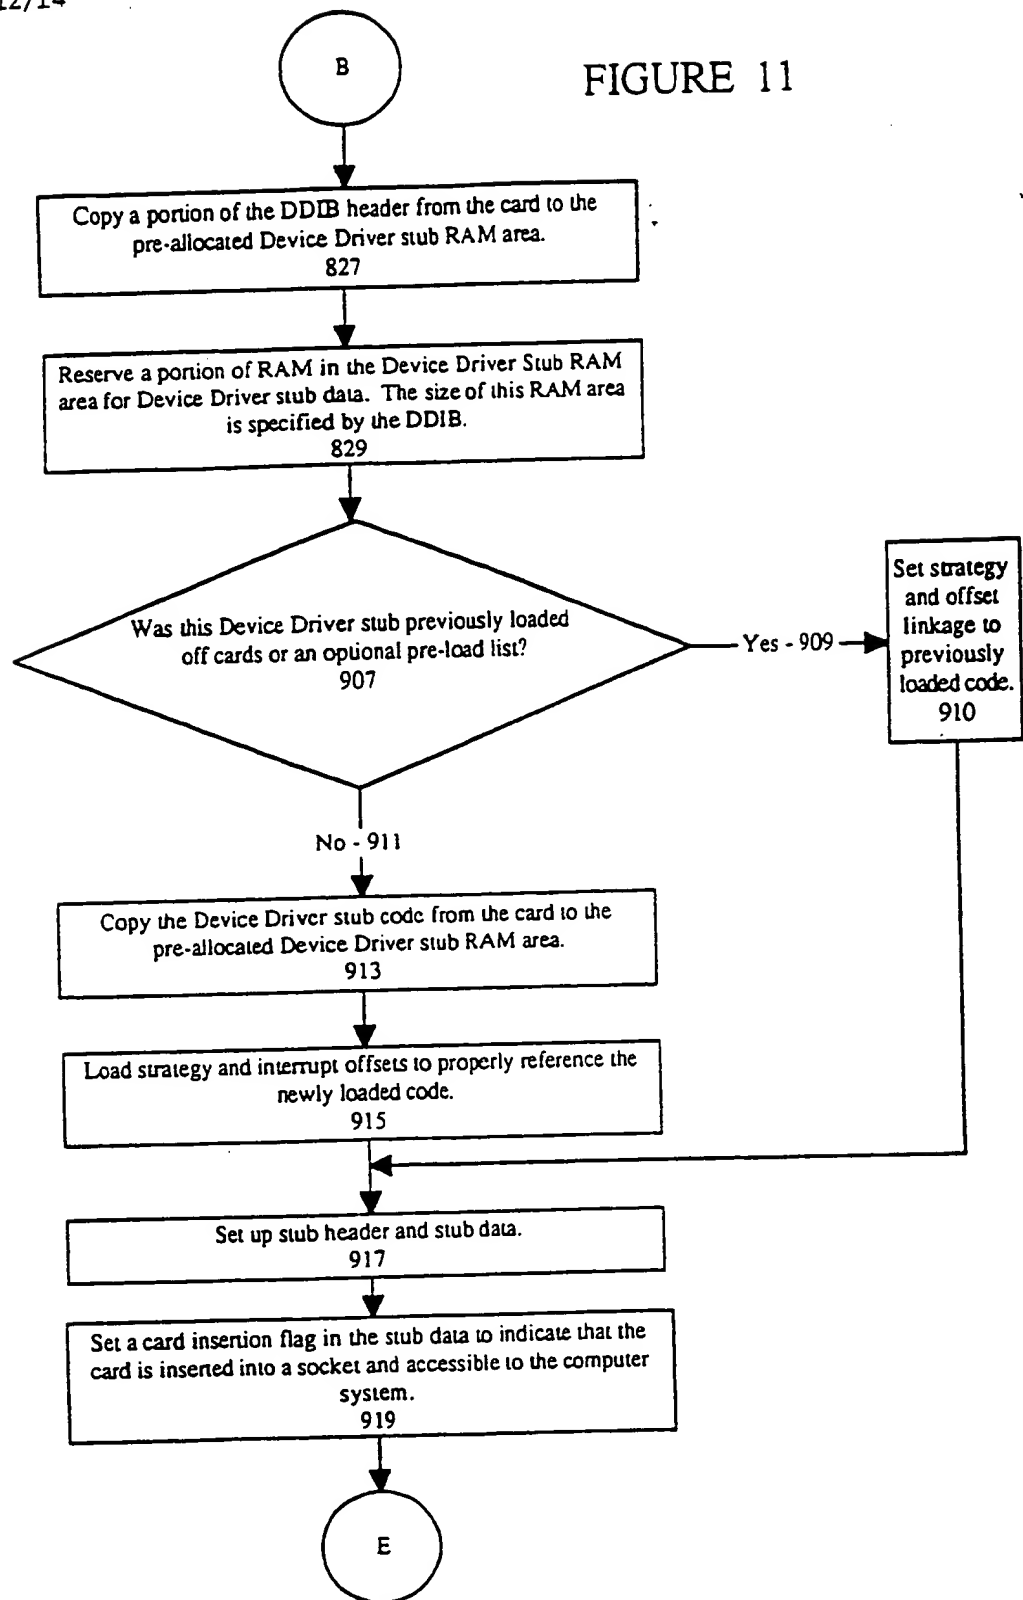 12/14
B
FIGURE 11
Copy a portion of the DDIB header from the card to the
pre-allocated Device Driver stub RAM area.
827
Reserve a portion of RAM in the Device Driver Stub RAM
area for Device Driver stub data. The size of this RAM area
is specified by the DDIB.
829
Was this Device Driver stub previously loaded
off cards or an optional pre-load list?
907
Yes - 909
Set strategy
and offset
linkage to
previously
loaded code.
910
No - 911
Copy the Device Driver stub code from the card to the
pre-allocated Device Driver stub RAM area.
913
Load strategy and interrupt offsets to properly reference the
newly loaded code.
915
Set up stub header and stub data.
917
Set a card insertion flag in the stub data to indicate that the
card is inserted into a socket and accessible to the computer
system.
919
E